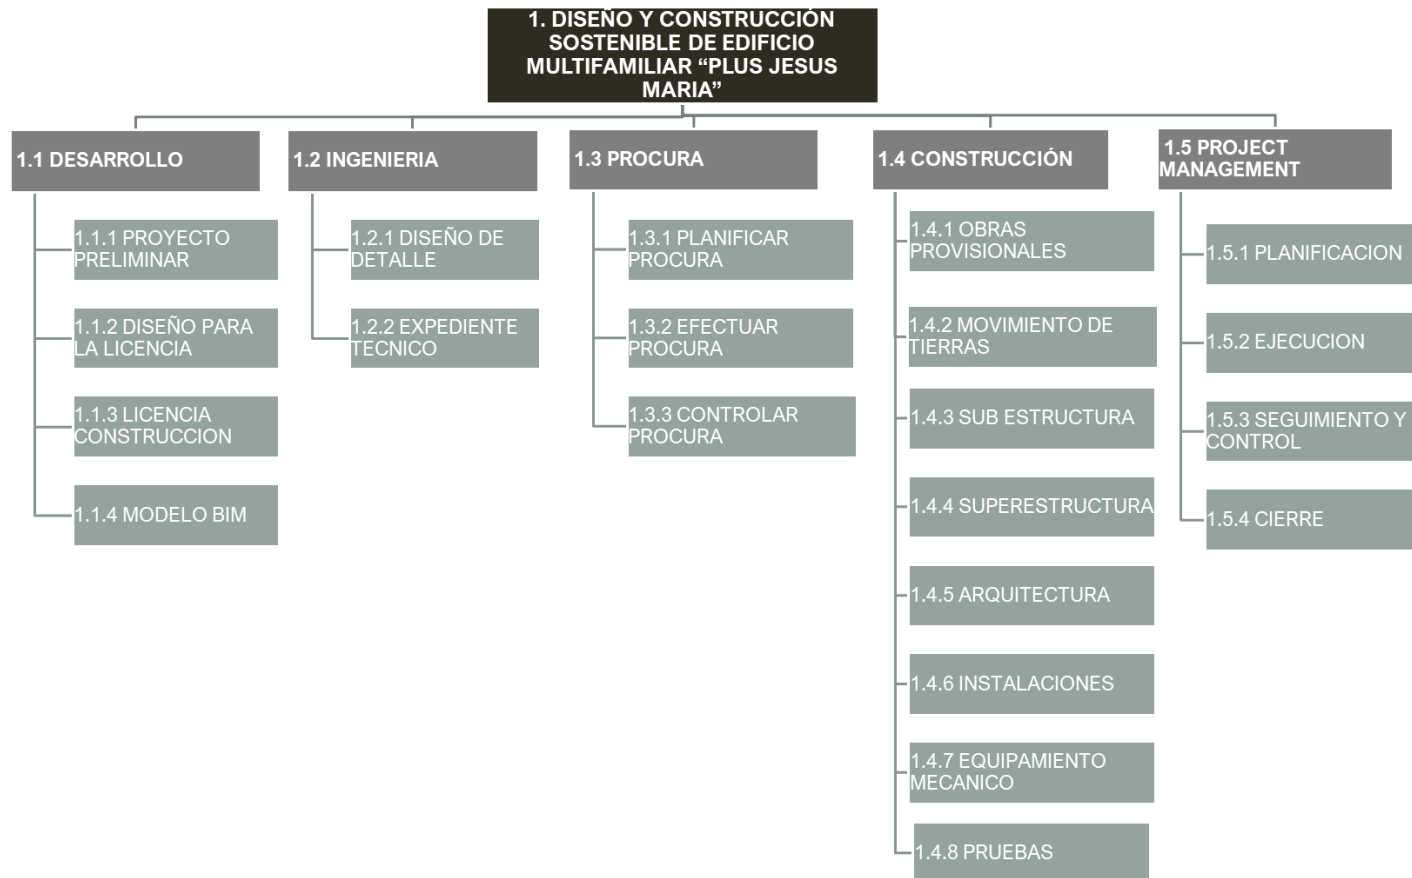 1. DISEÑO Y CONSTRUCCIÓN
SOSTENIBLE DE EDIFICIO
MULTIFAMILIAR “PLUS JESUS
MARIA”
1.1 DESARROLLO
1.1.1 PROYECTO
PRELIMINAR
1.1.2 DISEÑO PARA
LA LICENCIA
1.1.3 LICENCIA
CONSTRUCCION
1.1.4 MODELO BIM
1.2 INGENIERIA
1.2.1 DISEÑO DE
DETALLE
1.2.2 EXPEDIENTE
TECNICO
1.3 PROCURA
1.3.1 PLANIFICAR
PROCURA
1.3.2 EFECTUAR
PROCURA
1.3.3 CONTROLAR
PROCURA
1.4 CONSTRUCCIÓN
1.4.1 OBRAS
PROVISIONALES
1.4.2 MOVIMIENTO DE
TIERRAS
1.4.3 SUB ESTRUCTURA
1.4.4 SUPERESTRUCTURA
1.4.5 ARQUITECTURA
1.4.6 INSTALACIONES
1.4.7 EQUIPAMIENTO
MECANICO
1.4.8 PRUEBAS
1.5 PROJECT
MANAGEMENT
1.5.1 PLANIFICACION
1.5.2 EJECUCION
1.5.3 SEGUIMIENTO Y
CONTROL
1.5.4 CIERRE